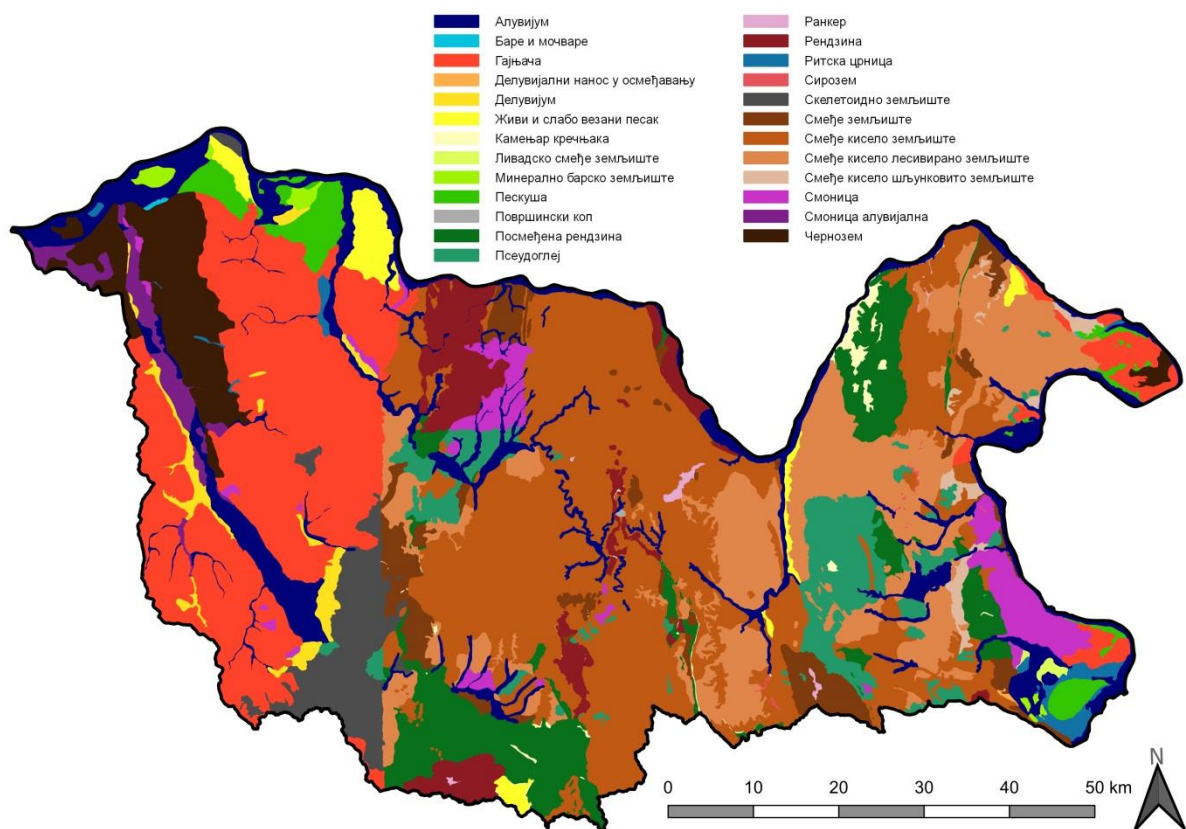 Алувијум
Баре и мочваре
Гајњача
Делувијални нанос у осмеђавању
Делувијум
Живи и слабо везани песак
Камењар кречњака
Ливадско смеђе земљиште
Минерално барско земљиште
Пескуша
Површински коп
Посмеђена рендзина
Псеудоглеј
Ранкер
Рендзина
Ритска црница
Сирозем
Скелетоидно земљиште
Смеђе земљиште
Смеђе кисело земљиште
Смеђе кисело лесивирано земљиште
Смеђе кисело шљунковито земљиште
Смоница
Смоница алувијална
Чернозем
N
0 10 20 30 40 50 km